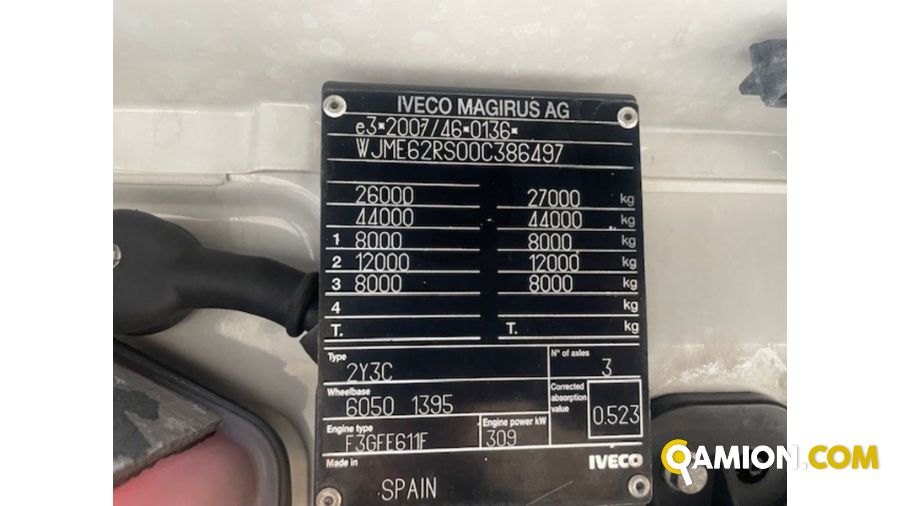 IVECO MAGIRUS AG
e3*2007/46*0136*
WJME62RS00C386497
26000 27000 kg
44000 44000 kg
1 8000 8000 kg
2 12000 12000 kg
3 8000 8000 kg
4 kg
T. T. kg
Type Nº of axles
2Y3C 3
Wheelbase Corrected absorption value
6050 1395 0.523
Engine type Engine power kW
F3GFE611F 309
Made in IVECO
SPAIN
QAMION.COM